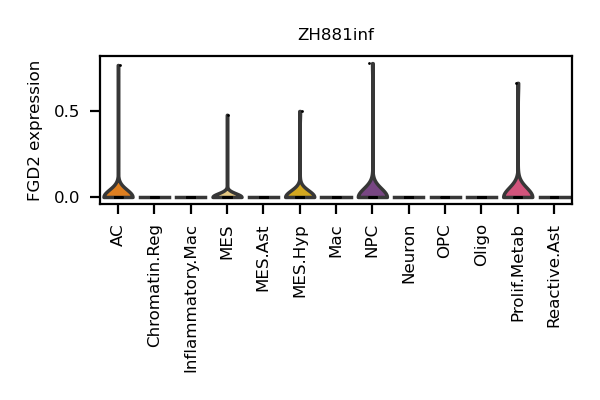 ZH881inf
FGD2 expression
0.5
0.0
AC
Chromatin.Reg
Inflammatory.Mac
MES
MES.Ast
MES.Hyp
Mac
NPC
Neuron
OPC
Oligo
Prolif.Metab
Reactive.Ast